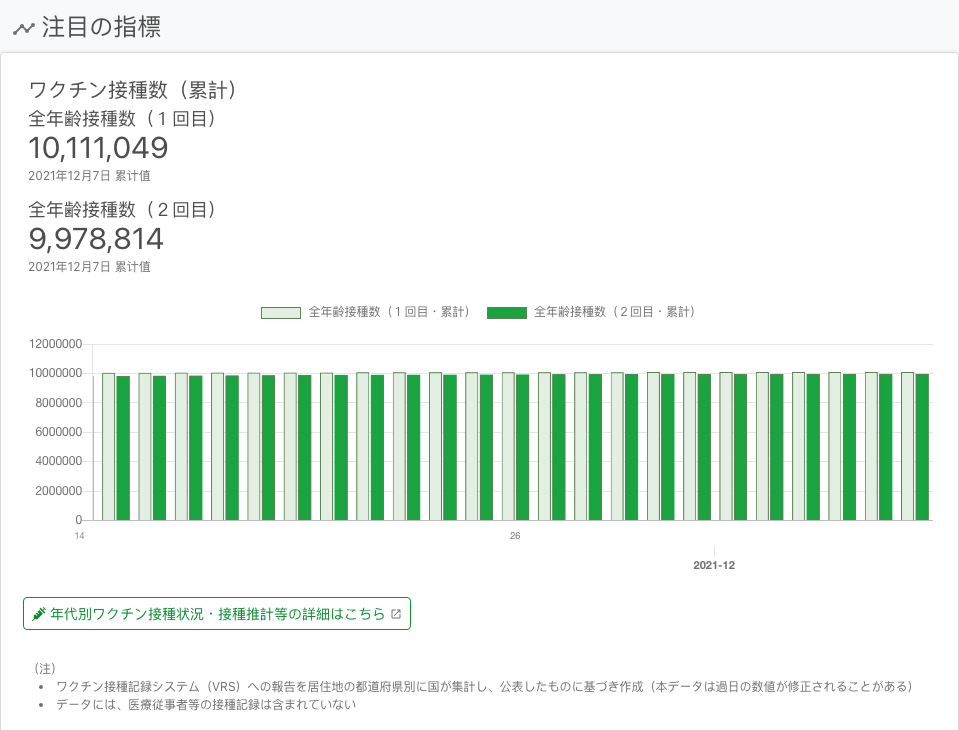 注目の指標
ワクチン接種数（累計）
全年齢接種数（１回目）
10,111,049
2021年12月7日 累计值
全年齢接種数（２回目）
9,978,814
2021年12月7日 累计值
全年齢接種数（１回目・累計） 全年齢接種数（２回目・累計）
12000000
10000000
8000000
6000000
4000000
2000000
0
14 26
2021-12
年代別ワクチン接種状況・接種推計等の詳細はこちら
（注）
• ワクチン接種記録システム（VRS）への報告を居住地の都道府県別に国が集計し、公表したものに基づき作成（本データは過日の数値が修正されることがある）
• データには、医療従事者等の接種記録は含まれていない